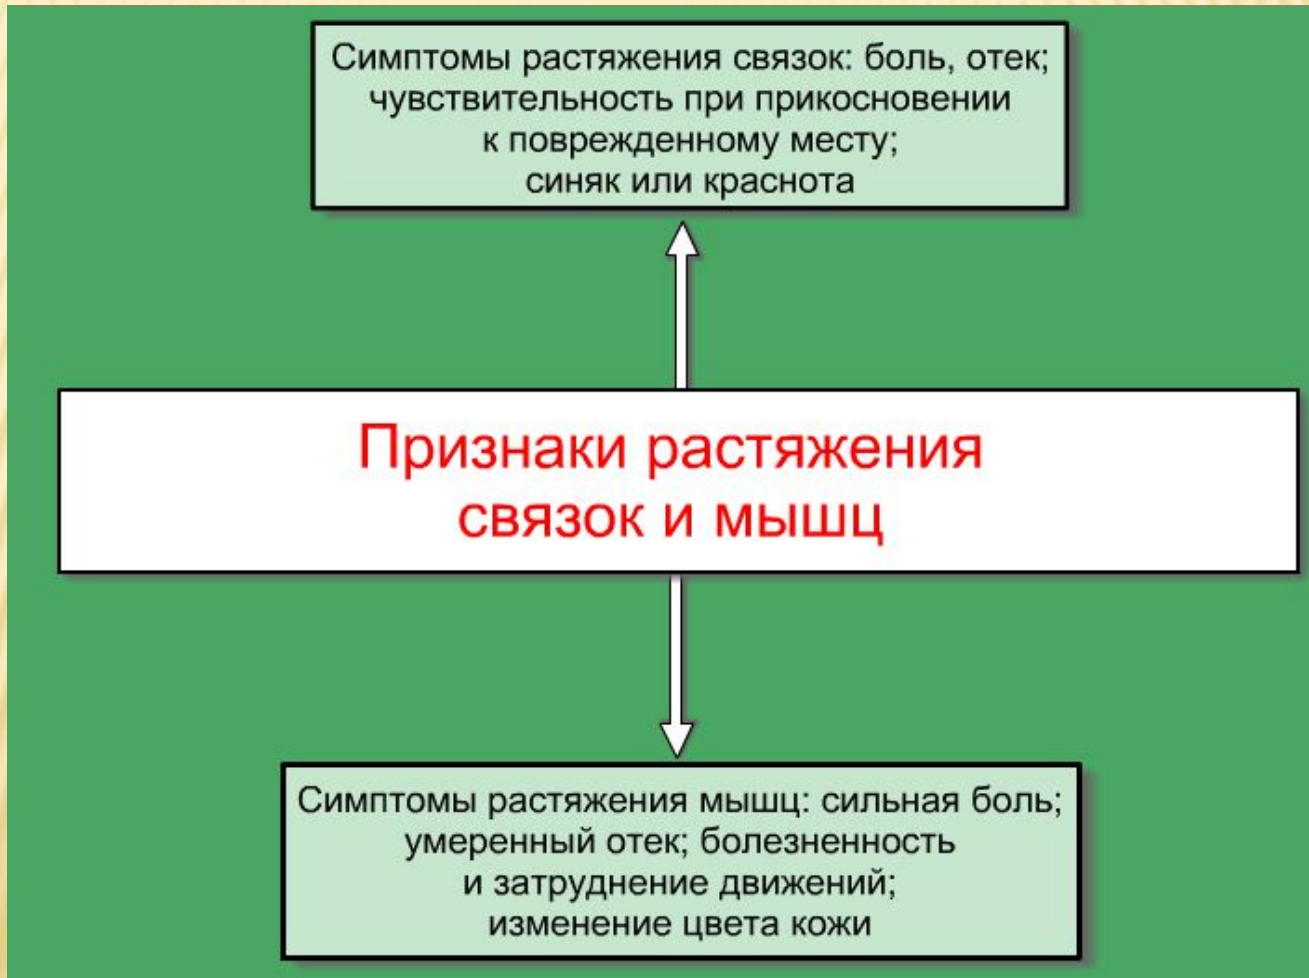 Симптомы растяжения связок: боль, отек;
чувствительность при прикосновении
к поврежденному месту;
синяк или краснота
Признаки растяжения
связок и мышц
Симптомы растяжения мышц: сильная боль;
умеренный отек; болезненность
и затруднение движений;
изменение цвета кожи